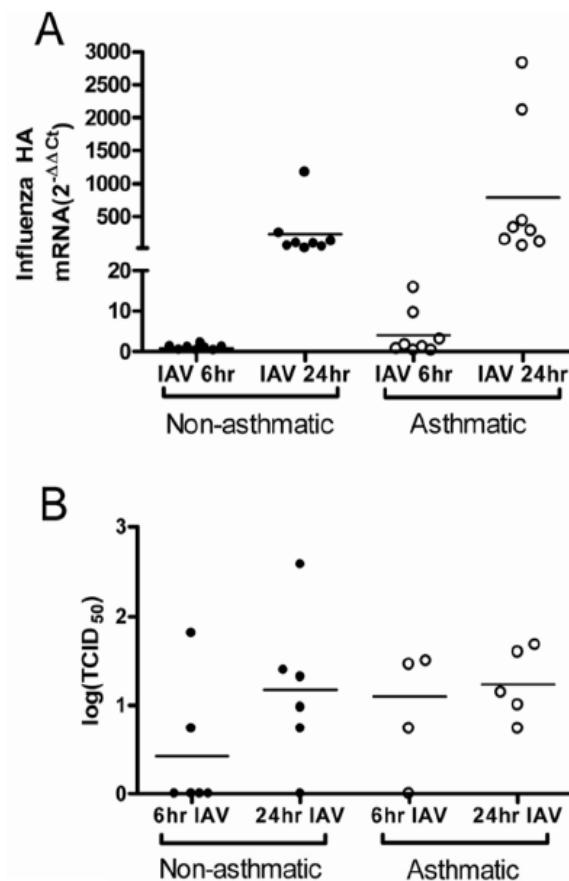 A
Influenza HA
mRNA(2^-ΔΔCt)
3000
2500
2000
1500
1000
500
20
10
0
IAV 6hr IAV 24hr IAV 6hr IAV 24hr
Non-asthmatic Asthmatic
B
log(TCID50)
3
2
1
0
6hr IAV 24hr IAV 6hr IAV 24hr IAV
Non-asthmatic Asthmatic